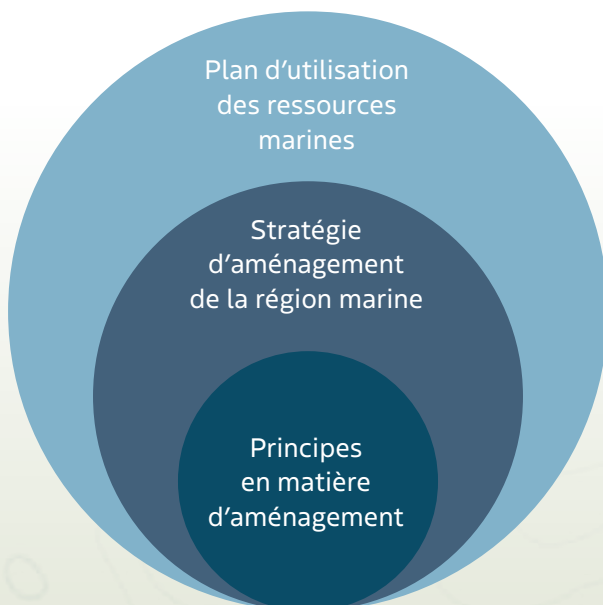 Plan d'utilisation
des ressources
marines
Stratégie
d'aménagement
de la région marine
Principes
en matière
d'aménagement